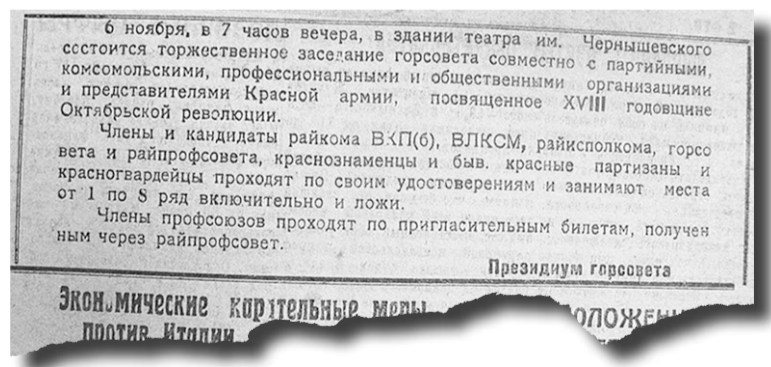 6 ноября, в 7 часов вечера, в здании театра им. Чернышевского
состоится торжественное заседание горсовета совместно с партийными,
комсомольскими, профессиональными и общественными организациями
и представителями Красной армии, посвященное XVIII годовщине
Октябрьской революции.
Члены и кандидаты райкома ВКП(б), ВЛКСМ, райисполкома, горсо
вета и райпрофсовета, краснознаменцы и быв. красные партизаны и
красногвардейцы проходят по своим удостоверениям и занимают места
от 1 по 8 ряд включительно и ложи.
Члены профсоюзов проходят по пригласительным билетам, получен
ным через райпрофсовет.
Президиум горсовета
Экономические карательные меры
против Италии